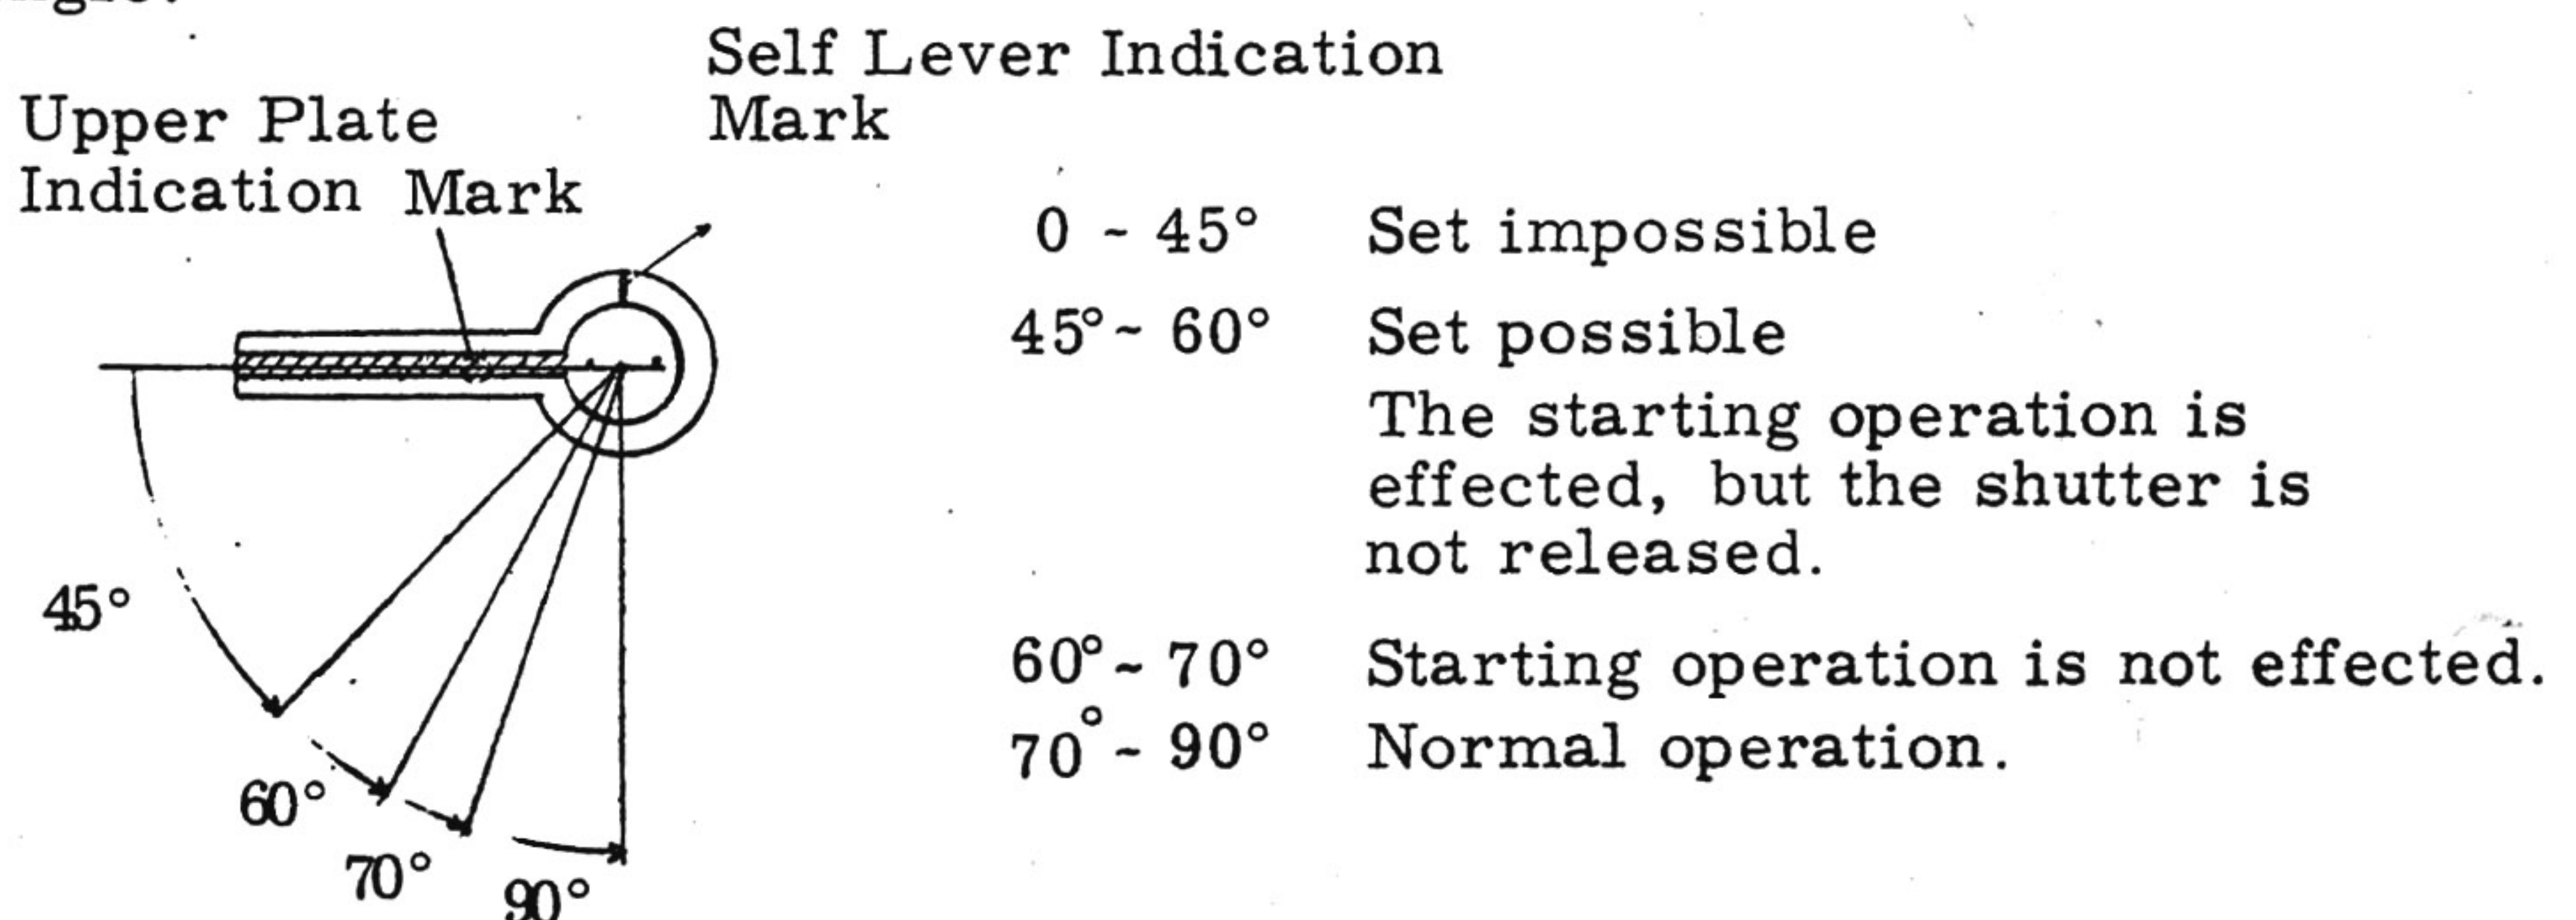 Self Lever Indication
Mark
Upper Plate
Indication Mark
0 ~ 45° Set impossible
45° ~ 60° Set possible
The starting operation is
effected, but the shutter is
not released.
60° ~ 70° Starting operation is not effected.
70° ~ 90° Normal operation.
45°
60°
70°
90°